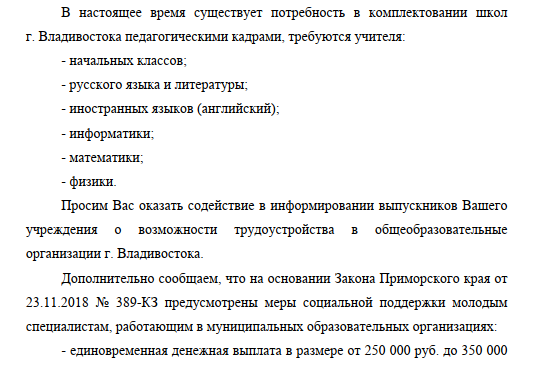 В настоящее время существует потребность в комплектовании школ
г. Владивостока педагогическими кадрами, требуются учителя:
- начальных классов;
- русского языка и литературы;
- иностранных языков (английский);
- информатики;
- математики;
- физики.
Просим Вас оказать содействие в информировании выпускников Вашего
учреждения о возможности трудоустройства в общеобразовательные
организации г. Владивостока.
Дополнительно сообщаем, что на основании Закона Приморского края от
23.11.2018 № 389-КЗ предусмотрены меры социальной поддержки молодым
специалистам, работающим в муниципальных образовательных организациях:
- единовременная денежная выплата в размере от 250 000 руб. до 350 000